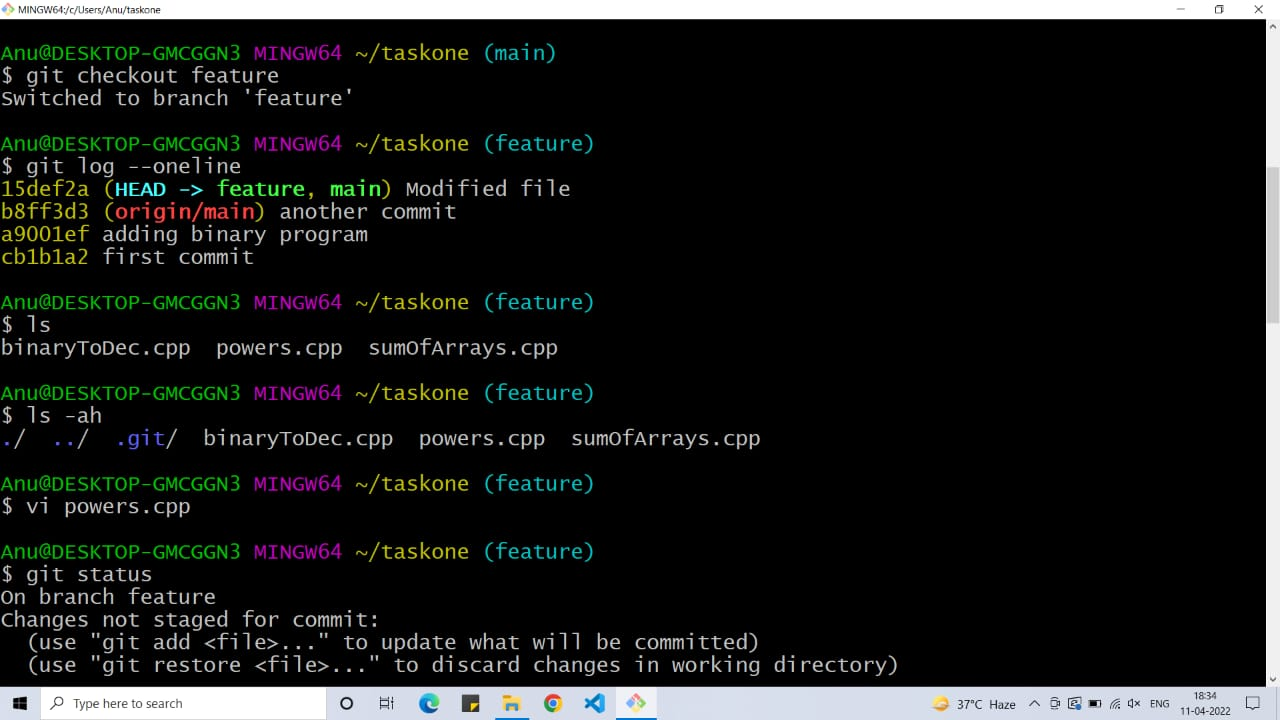 MINGW64:/c/Users/Anu/taskone
Anu@DESKTOP-GMCGGN3 MINGW64 ~/taskone (main)
$ git checkout feature
Switched to branch 'feature'
Anu@DESKTOP-GMCGGN3 MINGW64 ~/taskone (feature)
$ git log --oneline
15def2a (HEAD -> feature, main) Modified file
b8ff3d3 (origin/main) another commit
a9001ef adding binary program
cb1b1a2 first commit
Anu@DESKTOP-GMCGGN3 MINGW64 ~/taskone (feature)
$ ls
binaryToDec.cpp  powers.cpp  sumOfArrays.cpp
Anu@DESKTOP-GMCGGN3 MINGW64 ~/taskone (feature)
$ ls -ah
./  ../  .git/  binaryToDec.cpp  powers.cpp  sumOfArrays.cpp
Anu@DESKTOP-GMCGGN3 MINGW64 ~/taskone (feature)
$ vi powers.cpp
Anu@DESKTOP-GMCGGN3 MINGW64 ~/taskone (feature)
$ git status
On branch feature
Changes not staged for commit:
  (use "git add <file>..." to update what will be committed)
  (use "git restore <file>..." to discard changes in working directory)
Type here to search
37°C Haze
ENG
18:34
11-04-2022